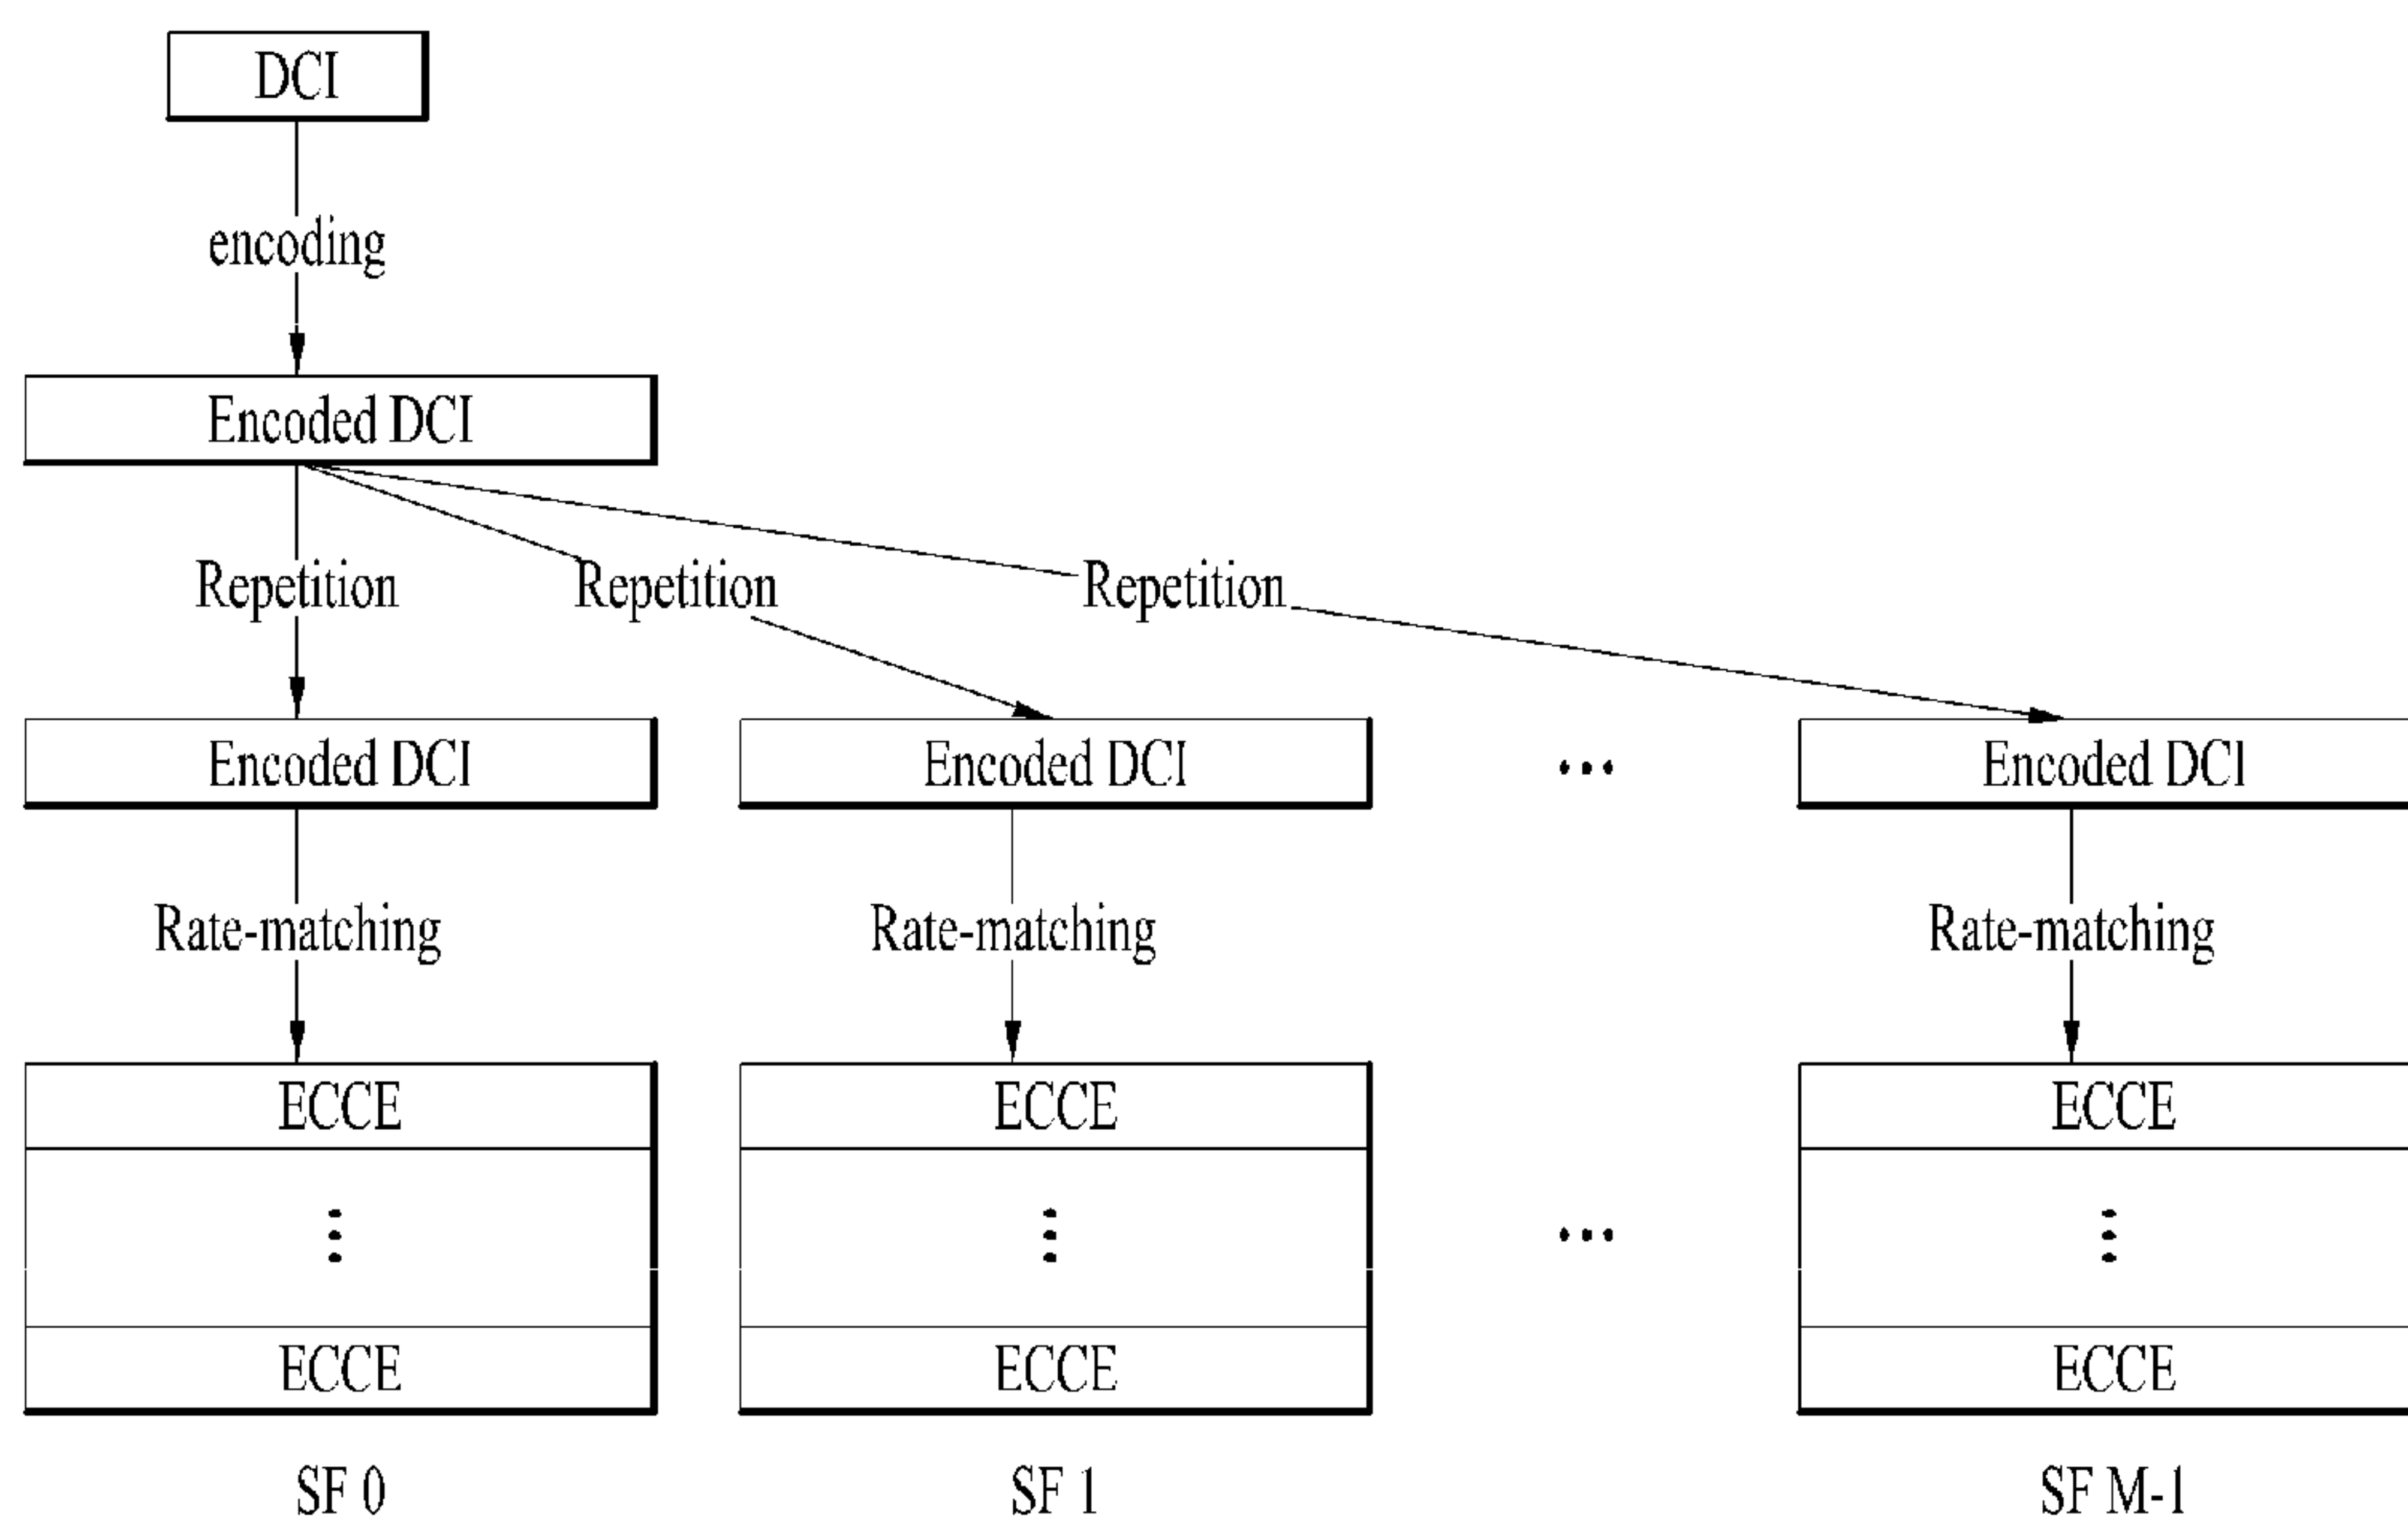 DCI
encoding
Encoded DCI
Repetition Repetition Repetition
Encoded DCI Encoded DCI ... Encoded DCI
Rate-matching Rate-matching Rate-matching
ECCE ECCE ECCE
...
ECCE ECCE ECCE
SF 0 SF 1 SF M-1